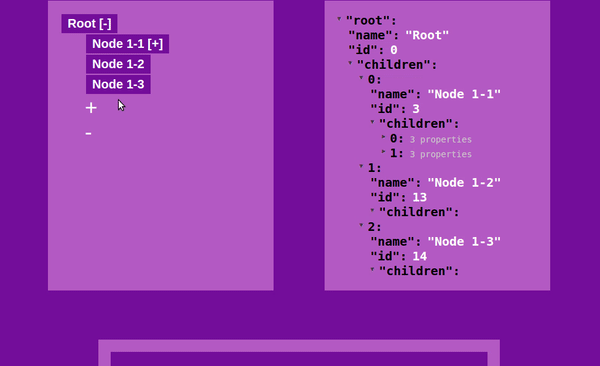 Root [-]
Node 1-1 [+]
Node 1-2
Node 1-3
+
-
"root":
"name": "Root"
"id": 0
"children":
0:
"name": "Node 1-1"
"id": 3
"children":
0: 3 properties
1: 3 properties
1:
"name": "Node 1-2"
"id": 13
"children":
2:
"name": "Node 1-3"
"id": 14
"children":